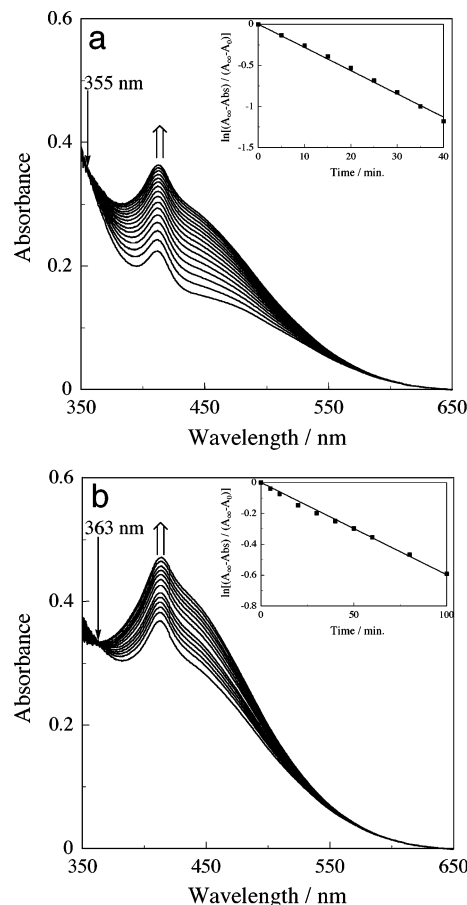 a
355 nm
0.6
0.4
0.2
0
Absorbance
350
450
550
650
Wavelength / nm
0
-0.5
-1
-1.5
ln[(A∞-Abs) / (A∞-A0)]
0
10
20
30
40
Time / min.
b
363 nm
0.6
0.4
0.2
0
Absorbance
350
450
550
650
Wavelength / nm
0
-0.2
-0.4
-0.6
-0.8
ln[(A∞-Abs) / (A∞-A0)]
0
50
100
Time / min.